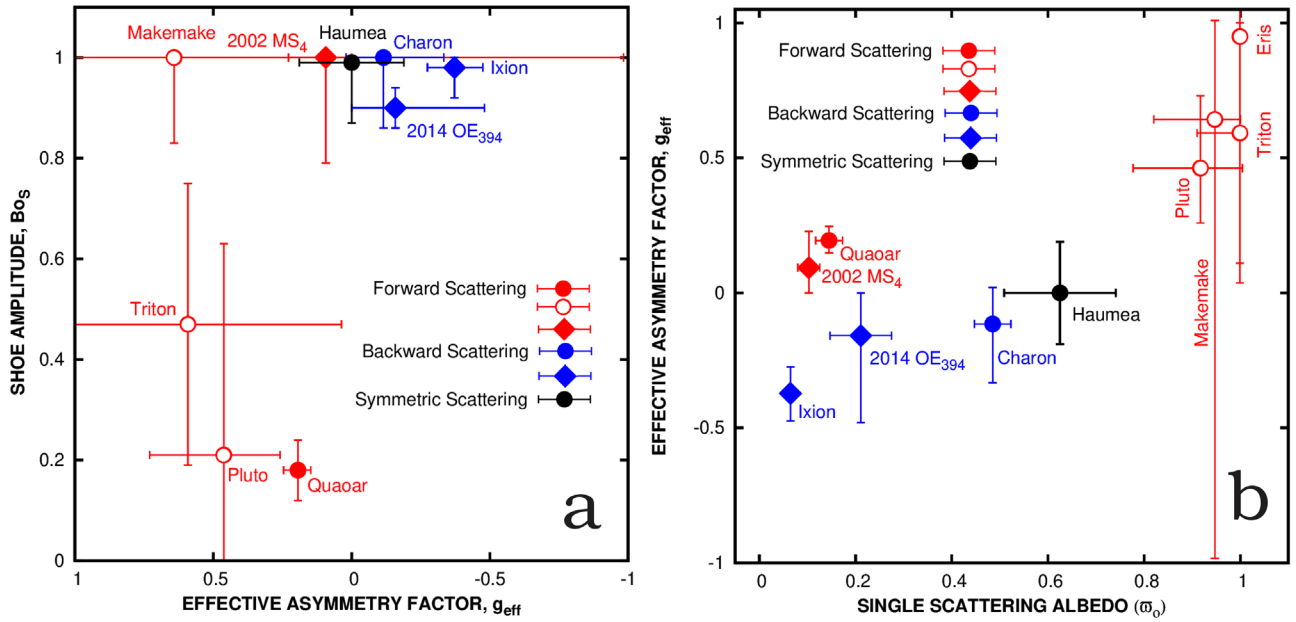 Makemake
2002 MS4
Haumea
Charon
Ixion
2014 OE394
Triton
Pluto
Quaoar
Forward Scattering
Backward Scattering
Symmetric Scattering
a
SHOE AMPLITUDE, BoS
1
0.8
0.6
0.4
0.2
0
1
0.5
0
-0.5
-1
EFFECTIVE ASYMMETRY FACTOR, geff
Forward Scattering
Backward Scattering
Symmetric Scattering
Eris
Triton
Pluto
Makemake
Quaoar
2002 MS4
Haumea
2014 OE394
Charon
Ixion
b
EFFECTIVE ASYMMETRY FACTOR, geff
1
0.5
0
-0.5
-1
0
0.2
0.4
0.6
0.8
1
SINGLE SCATTERING ALBEDO (ϖo)